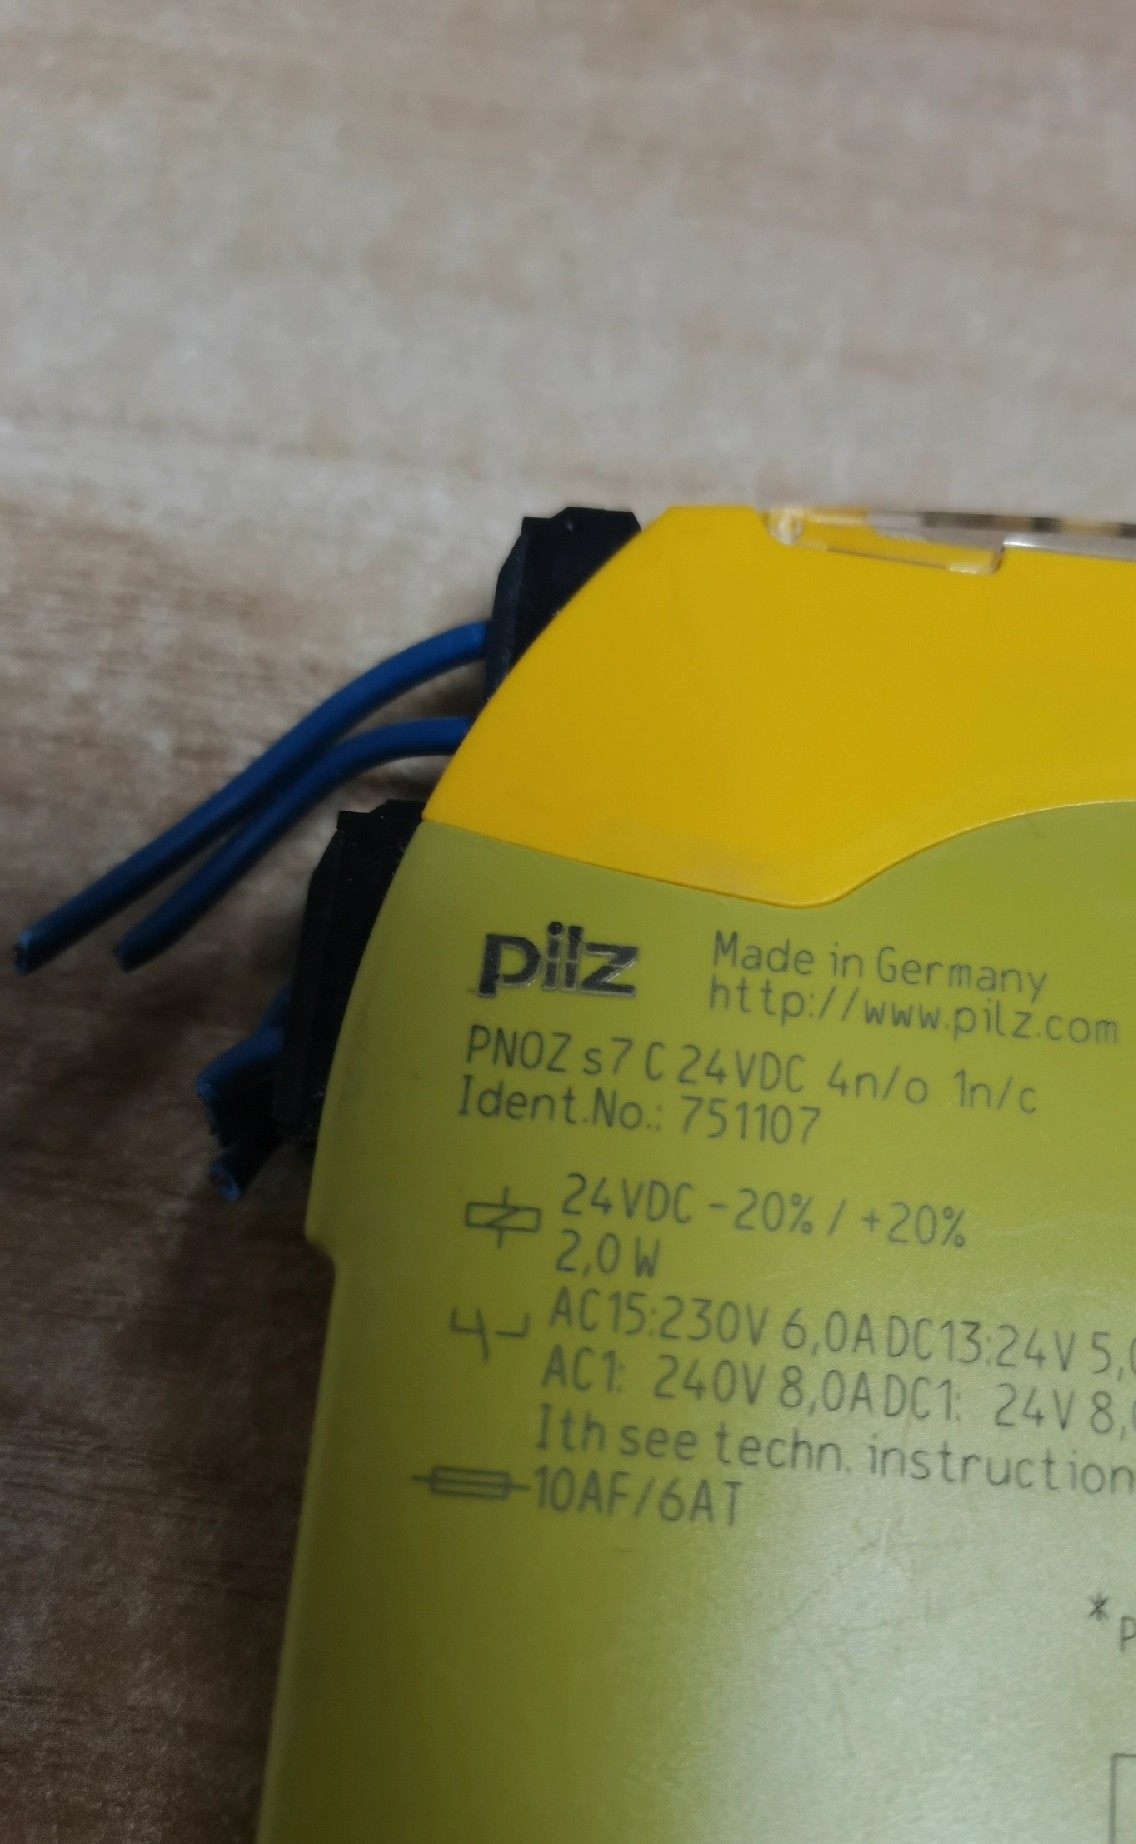 pilz
Made in Germany
http://www.pilz.com
PNOZ s7 C 24VDC 4n/o 1n/c
Ident.No.: 751107
24VDC -20% / +20%
2,0 W
AC15:230V 6,0A DC13:24V 5,
AC1: 240V 8,0A DC1: 24V 8,
Ith see techn. instruction
10AF/6AT
*